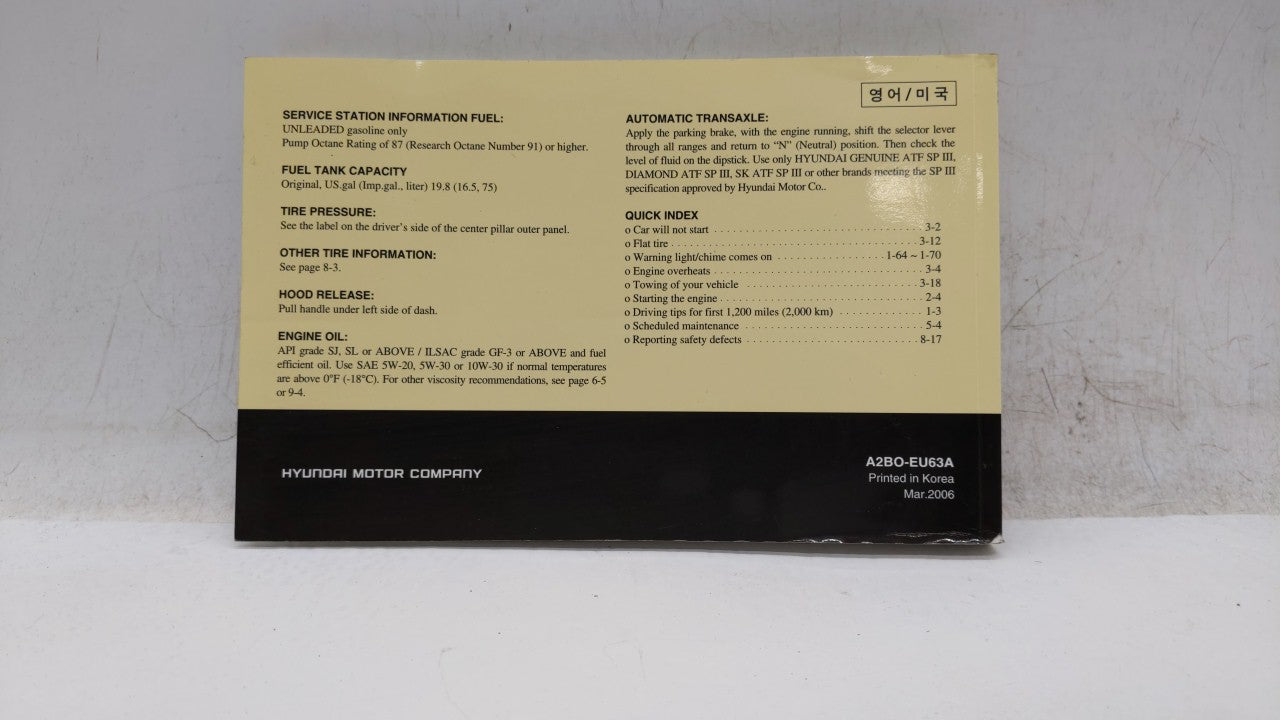 영어/미국
SERVICE STATION INFORMATION FUEL:
UNLEADED gasoline only
Pump Octane Rating of 87 (Research Octane Number 91) or higher.
FUEL TANK CAPACITY
Original, US.gal (Imp.gal., liter) 19.8 (16.5, 75)
TIRE PRESSURE:
See the label on the driver's side of the center pillar outer panel.
OTHER TIRE INFORMATION:
See page 8-3.
HOOD RELEASE:
Pull handle under left side of dash.
ENGINE OIL:
API grade SJ, SL or ABOVE / ILSAC grade GF-3 or ABOVE and fuel
efficient oil. Use SAE 5W-20, 5W-30 or 10W-30 if normal temperatures
are above 0°F (-18°C). For other viscosity recommendations, see page 6-5
or 9-4.
AUTOMATIC TRANSAXLE:
Apply the parking brake, with the engine running, shift the selector lever
through all ranges and return to “N” (Neutral) position. Then check the
level of fluid on the dipstick. Use only HYUNDAI GENUINE ATF SP III,
DIAMOND ATF SP III, SK ATF SP III or other brands meeting the SP III
specification approved by Hyundai Motor Co..
QUICK INDEX
o Car will not start . . . . . . . . . . 3-2
o Flat tire . . . . . . . . . . 3-12
o Warning light/chime comes on . . . . . . . . . . 1-64 ~ 1-70
o Engine overheats . . . . . . . . . . 3-4
o Towing of your vehicle . . . . . . . . . . 3-18
o Starting the engine . . . . . . . . . . 2-4
o Driving tips for first 1,200 miles (2,000 km) . . . . . . . . . . 1-3
o Scheduled maintenance . . . . . . . . . . 5-4
o Reporting safety defects . . . . . . . . . . 8-17
HYUNDAI MOTOR COMPANY
A2BO-EU63A
Printed in Korea
Mar.2006